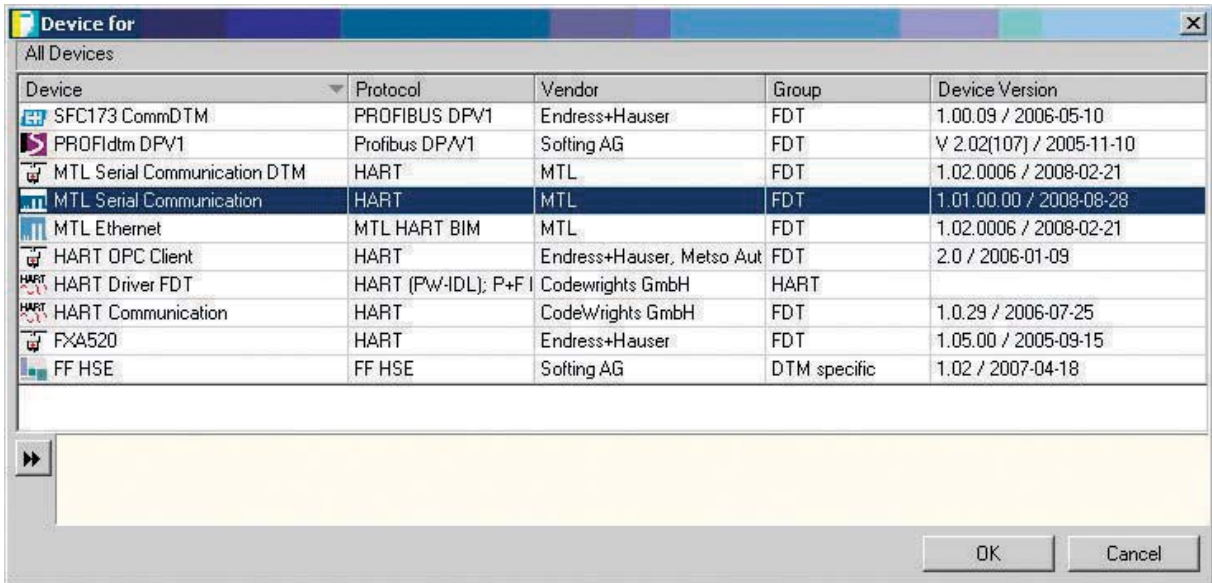 Device for
All Devices
Device Protocol Vendor Group Device Version
SFC173 CommDTM PROFIBUS DPV1 Endress+Hauser FDT 1.00.09 / 2006-05-10
PROFIdtm DPV1 Profibus DP/V1 Softing AG FDT V 2.02(107) / 2005-11-10
MTL Serial Communication DTM HART MTL FDT 1.02.0006 / 2008-02-21
MTL Serial Communication HART MTL FDT 1.01.00.00 / 2008-08-28
MTL Ethernet MTL HART BIM MTL FDT 1.02.0006 / 2008-02-21
HART OPC Client HART Endress+Hauser, Metso Aut FDT 2.0 / 2006-01-09
HART HART Driver FDT HART (PW-IDL); P+F Codewrights GmbH HART
HART HART Communication HART CodeWrights GmbH FDT 1.0.29 / 2006-07-25
FXA520 HART Endress+Hauser FDT 1.05.00 / 2005-09-15
FF HSE FF HSE Softing AG DTM specific 1.02 / 2007-04-18
OK Cancel